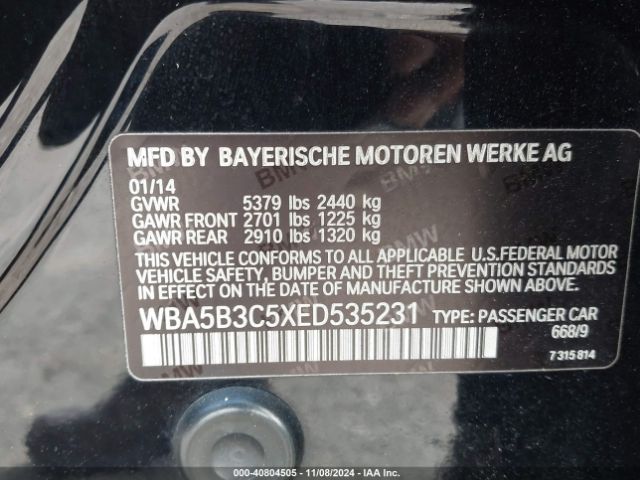 MFD BY BAYERISCHE MOTOREN WERKE AG
01/14
GVWR 5379 lbs 2440 kg
GAWR FRONT 2701 lbs 1225 kg
GAWR REAR 2910 lbs 1320 kg
THIS VEHICLE CONFORMS TO ALL APPLICABLE U.S.FEDERAL MOTOR
VEHICLE SAFETY, BUMPER AND THEFT PREVENTION STANDARDS
IN EFFECT ON THE DATE OF MANUFACTURE SHOWN ABOVE.
WBA5B3C5XED535231 TYPE: PASSENGER CAR
668/9
7315814
000-40804505 - 11/08/2024 - IAA Inc.